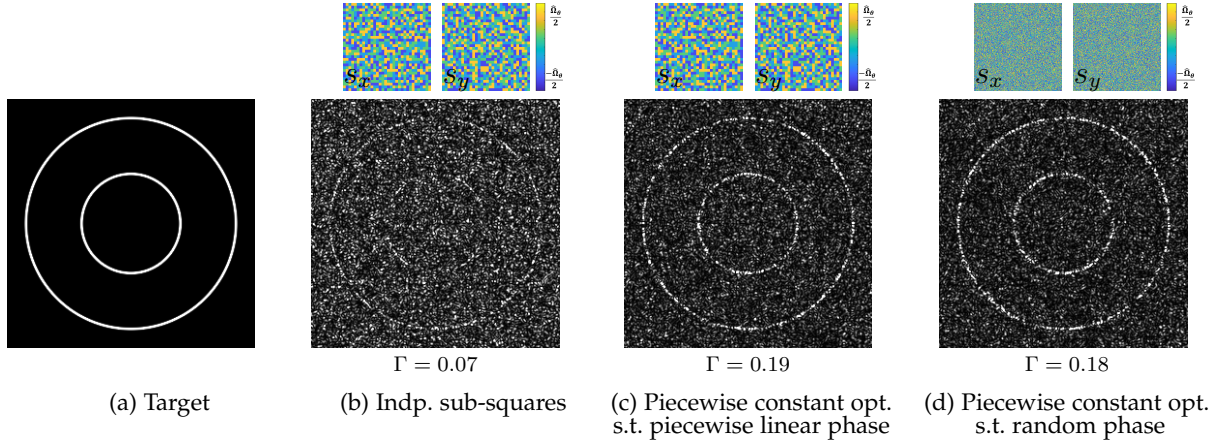 S_x S_y Ω̄_θ/2 −Ω̄_θ/2
S_x S_y Ω̄_θ/2 −Ω̄_θ/2
S_x S_y Ω̄_θ/2 −Ω̄_θ/2
Γ = 0.07
Γ = 0.19
Γ = 0.18
(a) Target
(b) Indp. sub-squares
(c) Piecewise constant opt.
s.t. piecewise linear phase
(d) Piecewise constant opt.
s.t. random phase